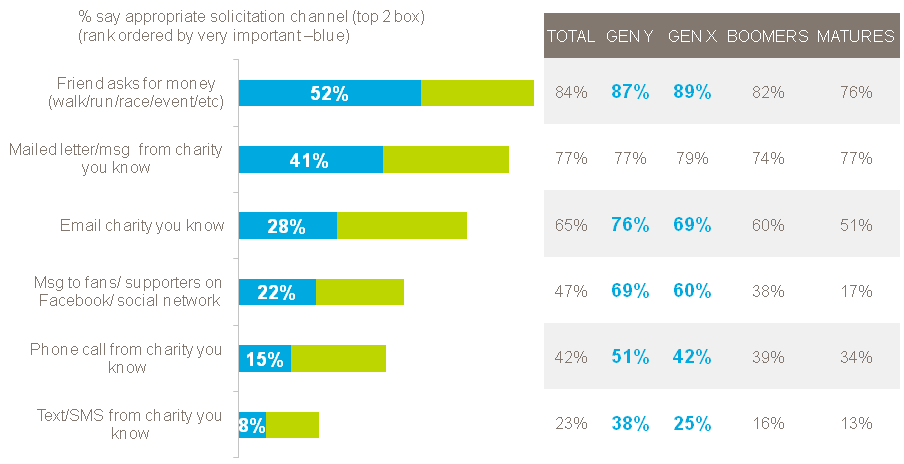 % say appropriate solicitation channel (top 2 box)
(rank ordered by very important –blue)
TOTAL GEN Y GEN X BOOMERS MATURES
Friend asks for money
(walk/run/race/event/etc)
52%
84% 87% 89% 82% 76%
Mailed letter/msg from charity
you know
41%
77% 77% 79% 74% 77%
Email charity you know
28%
65% 76% 69% 60% 51%
Msg to fans/ supporters on
Facebook/ social network
22%
47% 69% 60% 38% 17%
Phone call from charity you
know
15%
42% 51% 42% 39% 34%
Text/SMS from charity you
know
8%
23% 38% 25% 16% 13%